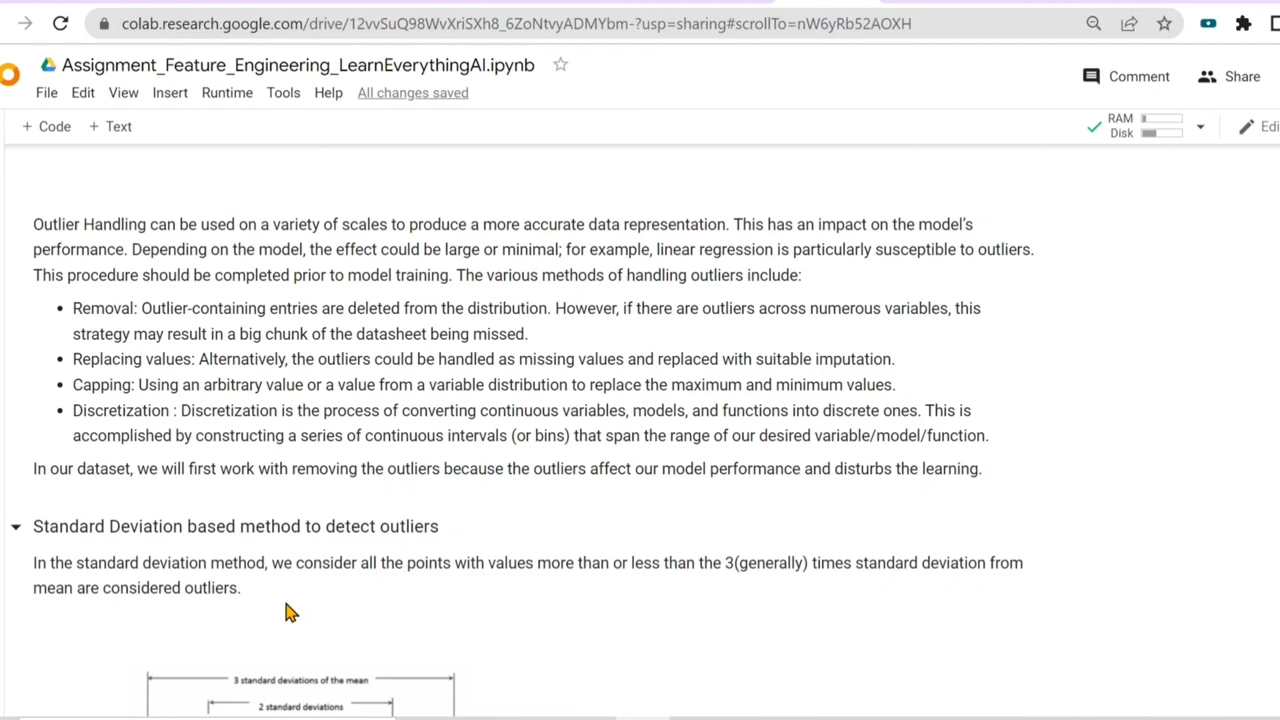 colab.research.google.com/drive/12vvSuQ98WvXriSXh8_6ZoNtvyADMYbm-?usp=sharing#scrollTo=nW6yRb52AOXH
Assignment_Feature_Engineering_LearnEverythingAI.ipynb
Comment
Share
File Edit View Insert Runtime Tools Help All changes saved
+ Code + Text
RAM
Disk
Edi
Outlier Handling can be used on a variety of scales to produce a more accurate data representation. This has an impact on the model's
performance. Depending on the model, the effect could be large or minimal; for example, linear regression is particularly susceptible to outliers.
This procedure should be completed prior to model training. The various methods of handling outliers include:
• Removal: Outlier-containing entries are deleted from the distribution. However, if there are outliers across numerous variables, this
strategy may result in a big chunk of the datasheet being missed.
• Replacing values: Alternatively, the outliers could be handled as missing values and replaced with suitable imputation.
• Capping: Using an arbitrary value or a value from a variable distribution to replace the maximum and minimum values.
• Discretization : Discretization is the process of converting continuous variables, models, and functions into discrete ones. This is
accomplished by constructing a series of continuous intervals (or bins) that span the range of our desired variable/model/function.
In our dataset, we will first work with removing the outliers because the outliers affect our model performance and disturbs the learning.
Standard Deviation based method to detect outliers
In the standard deviation method, we consider all the points with values more than or less than the 3(generally) times standard deviation from
mean are considered outliers.
3 standard deviations of the mean
2 standard deviations